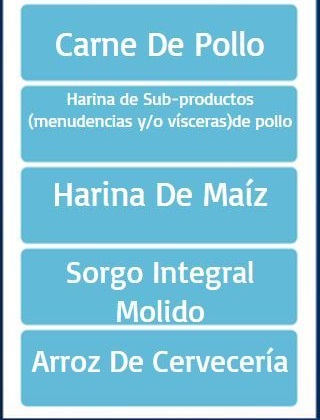 Carne De Pollo
Harina de Sub-productos
(menudencias y/o vísceras)de pollo
Harina De Maíz
Sorgo Integral
Molido
Arroz De Cervecería